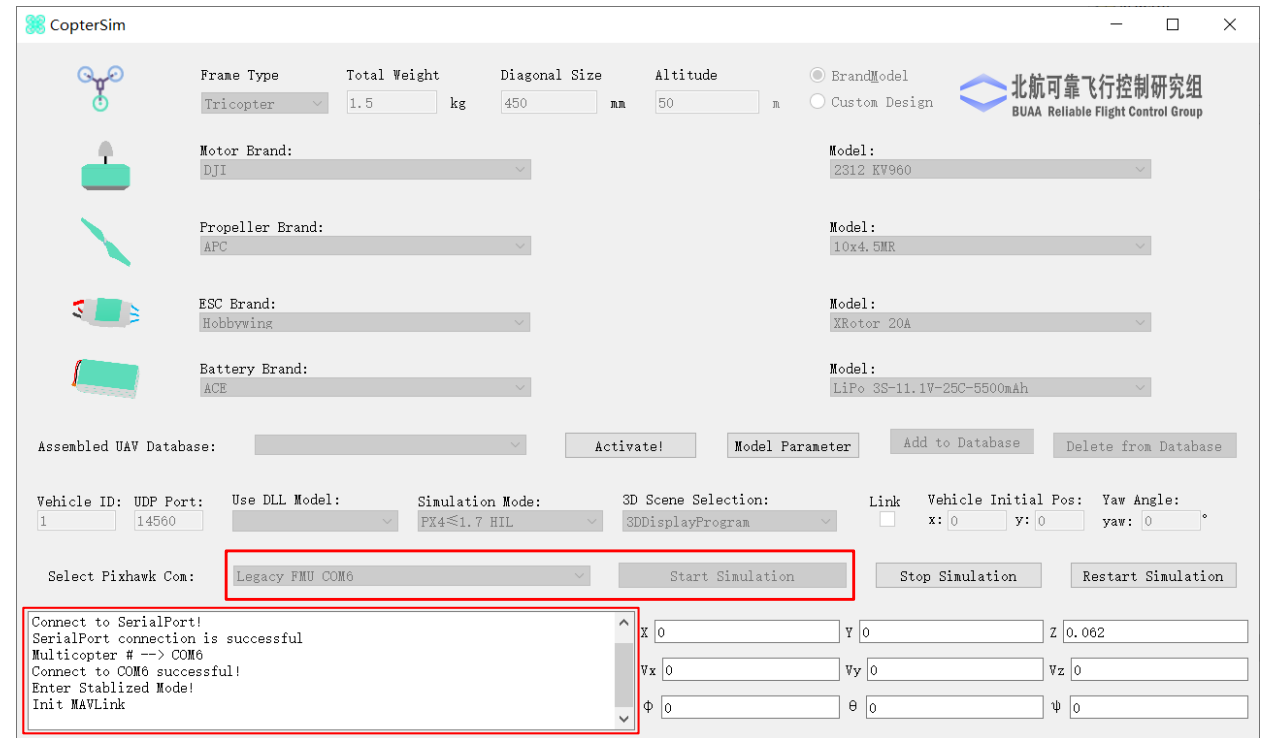 CopterSim
Frame Type Total Weight Diagonal Size Altitude BrandModel
Tricopter 1.5 kg 450 mm 50 m Custom Design
北航可靠飞行控制研究组
BUAA Reliable Flight Control Group
Motor Brand: Model:
DJI 2312 KV960
Propeller Brand: Model:
APC 10x4.5MR
ESC Brand: Model:
Hobbywing XRotor 20A
Battery Brand: Model:
ACE LiPo 3S-11.1V-25C-5500mAh
Assembled UAV Database: Activate! Model Parameter Add to Database Delete from Database
Vehicle ID: UDP Port: Use DLL Model: Simulation Mode: 3D Scene Selection: Link Vehicle Initial Pos: Yaw Angle:
1 14560 PX4≤1.7 HIL 3DDisplayProgram x: 0 y: 0 yaw: 0 °
Select Pixhawk Com: Legacy FMU COM6 Start Simulation Stop Simulation Restart Simulation
Connect to SerialPort!
SerialPort connection is successful
Multicopter # --> COM6
Connect to COM6 successful!
Enter Stablized Mode!
Init MAVLink
X 0 Y 0 Z 0.062
Vx 0 Vy 0 Vz 0
Φ 0 θ 0 ψ 0